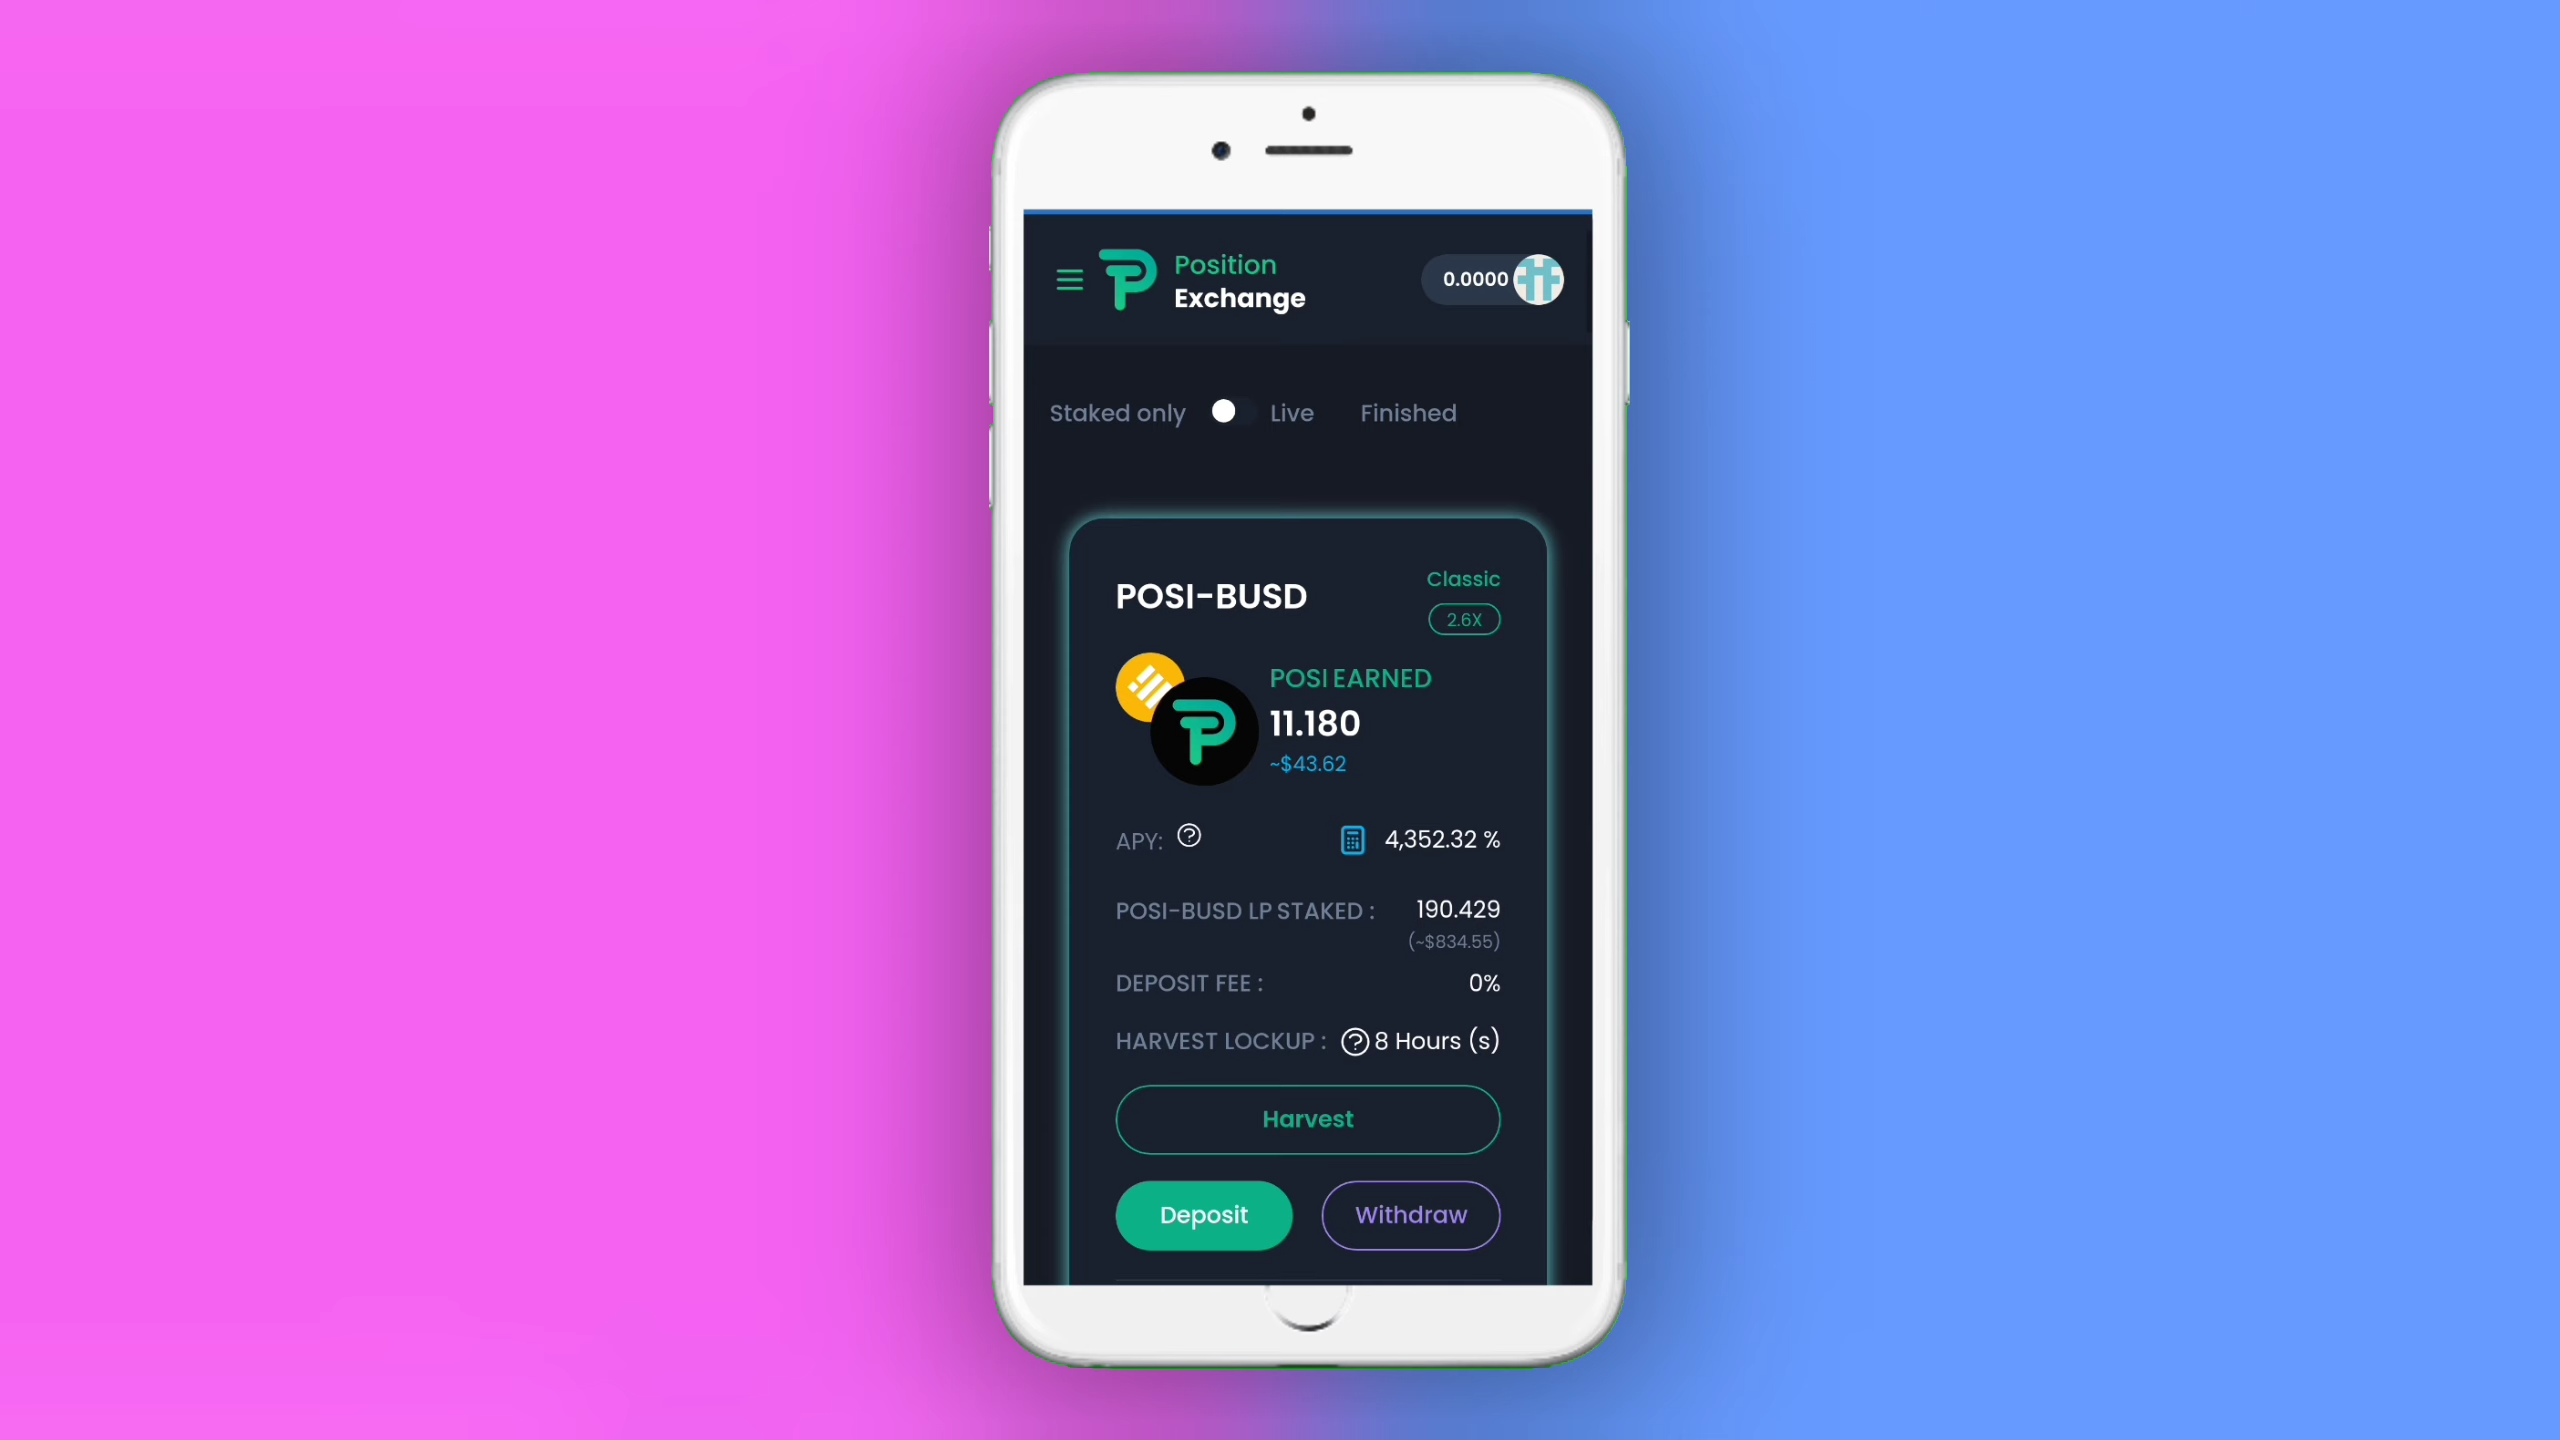 Position
Exchange
0.0000
Staked only Live Finished
POSI-BUSD
Classic
2.6X
POSI EARNED
11.180
~$43.62
APY: 4,352.32 %
POSI-BUSD LP STAKED : 190.429
(~$834.55)
DEPOSIT FEE : 0%
HARVEST LOCKUP : 8 Hours (s)
Harvest
Deposit Withdraw